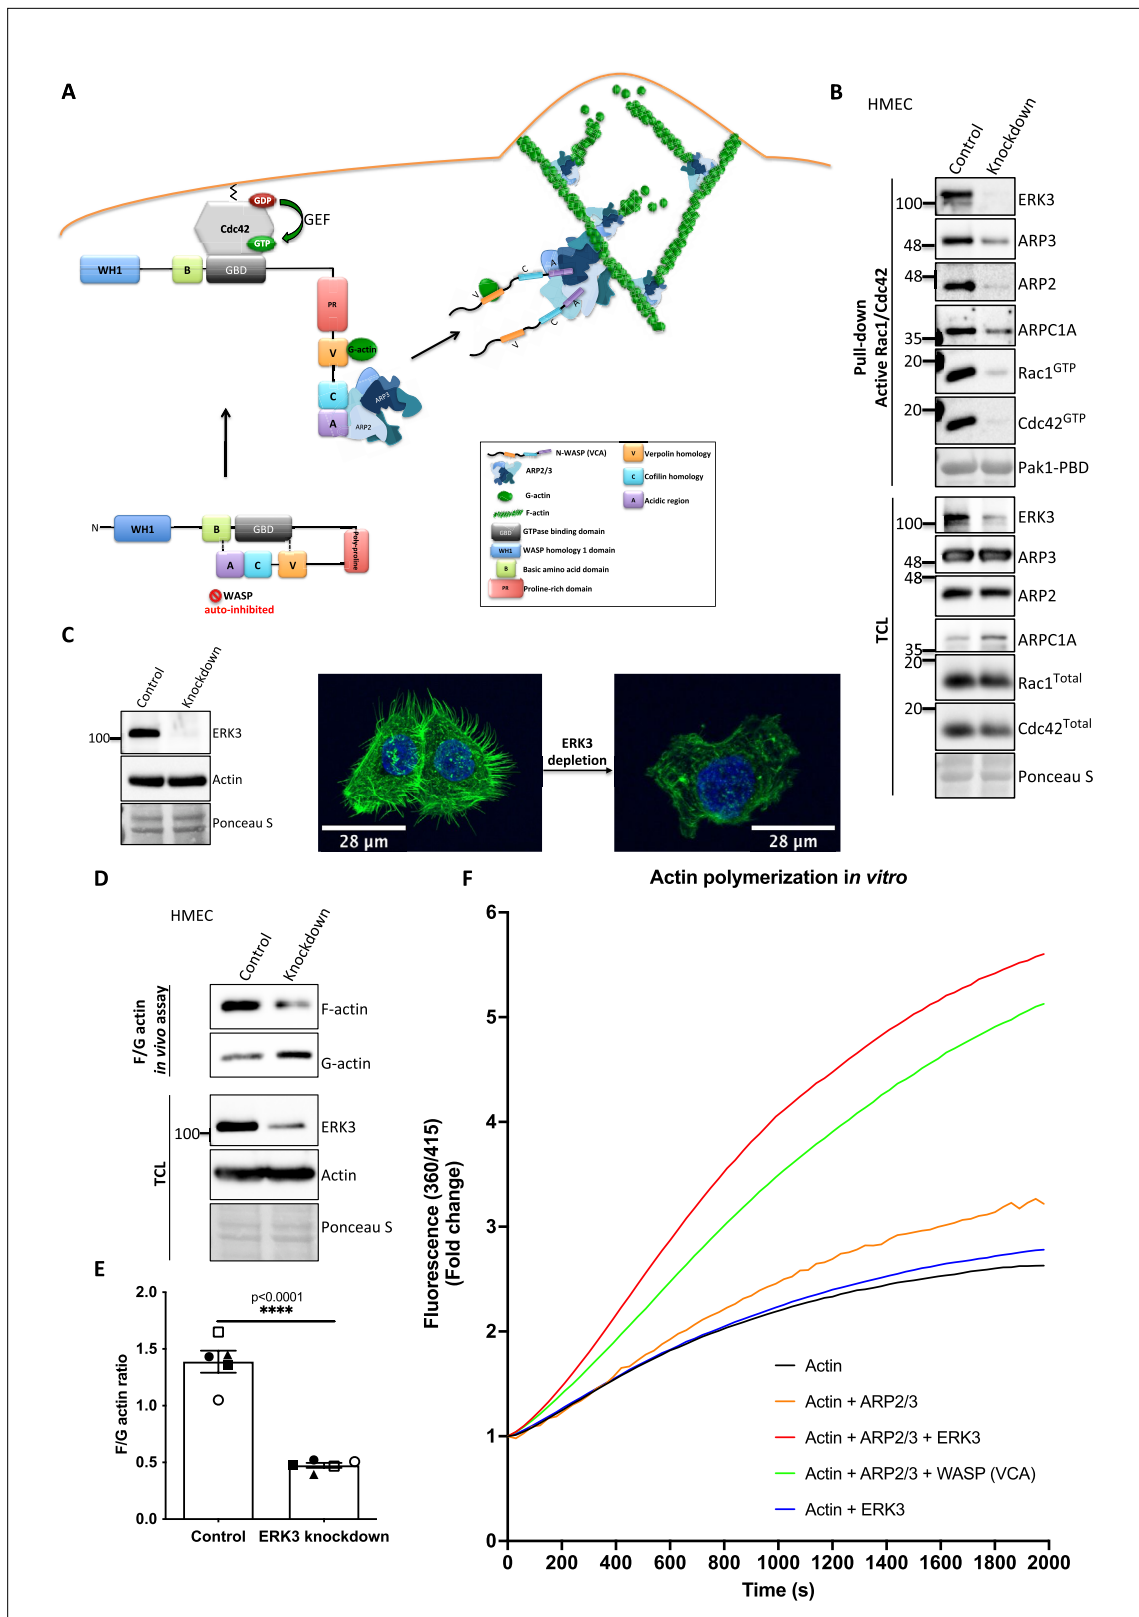 A
Cdc42
GDP
GTP
GEF
WH1
B
GBD
PR
V
G-actin
C
A
ARP3
ARP2
V
C
A
V
C
A
N
WH1
B
GBD
Poly-proline
A
C
V
WASP
auto-inhibited
N-WASP (VCA)
ARP2/3
G-actin
F-actin
GBD
GTPase binding domain
WH1
WASP homology 1 domain
B
Basic amino acid domain
PR
Proline-rich domain
V
Verpolin homology
C
Cofilin homology
A
Acidic region
B
HMEC
Control
Knockdown
Pull-down
Active Rac1/Cdc42
100
ERK3
48
ARP3
48
ARP2
35
ARPC1A
20
Rac1GTP
20
Cdc42GTP
Pak1-PBD
TCL
100
ERK3
48
ARP3
48
ARP2
35
ARPC1A
20
Rac1Total
20
Cdc42Total
Ponceau S
C
Control
Knockdown
100
ERK3
Actin
Ponceau S
28 µm
ERK3
depletion
28 µm
D
HMEC
Control
Knockdown
F/G actin
in vivo assay
F-actin
G-actin
TCL
100
ERK3
Actin
Ponceau S
E
p<0.0001
****
F/G actin ratio
2.0
1.5
1.0
0.5
0.0
Control
ERK3 knockdown
F
Actin polymerization in vitro
Fluorescence (360/415)
(Fold change)
6
5
4
3
2
1
0
Actin
Actin + ARP2/3
Actin + ARP2/3 + ERK3
Actin + ARP2/3 + WASP (VCA)
Actin + ERK3
0 200 400 600 800 1000 1200 1400 1600 1800 2000
Time (s)